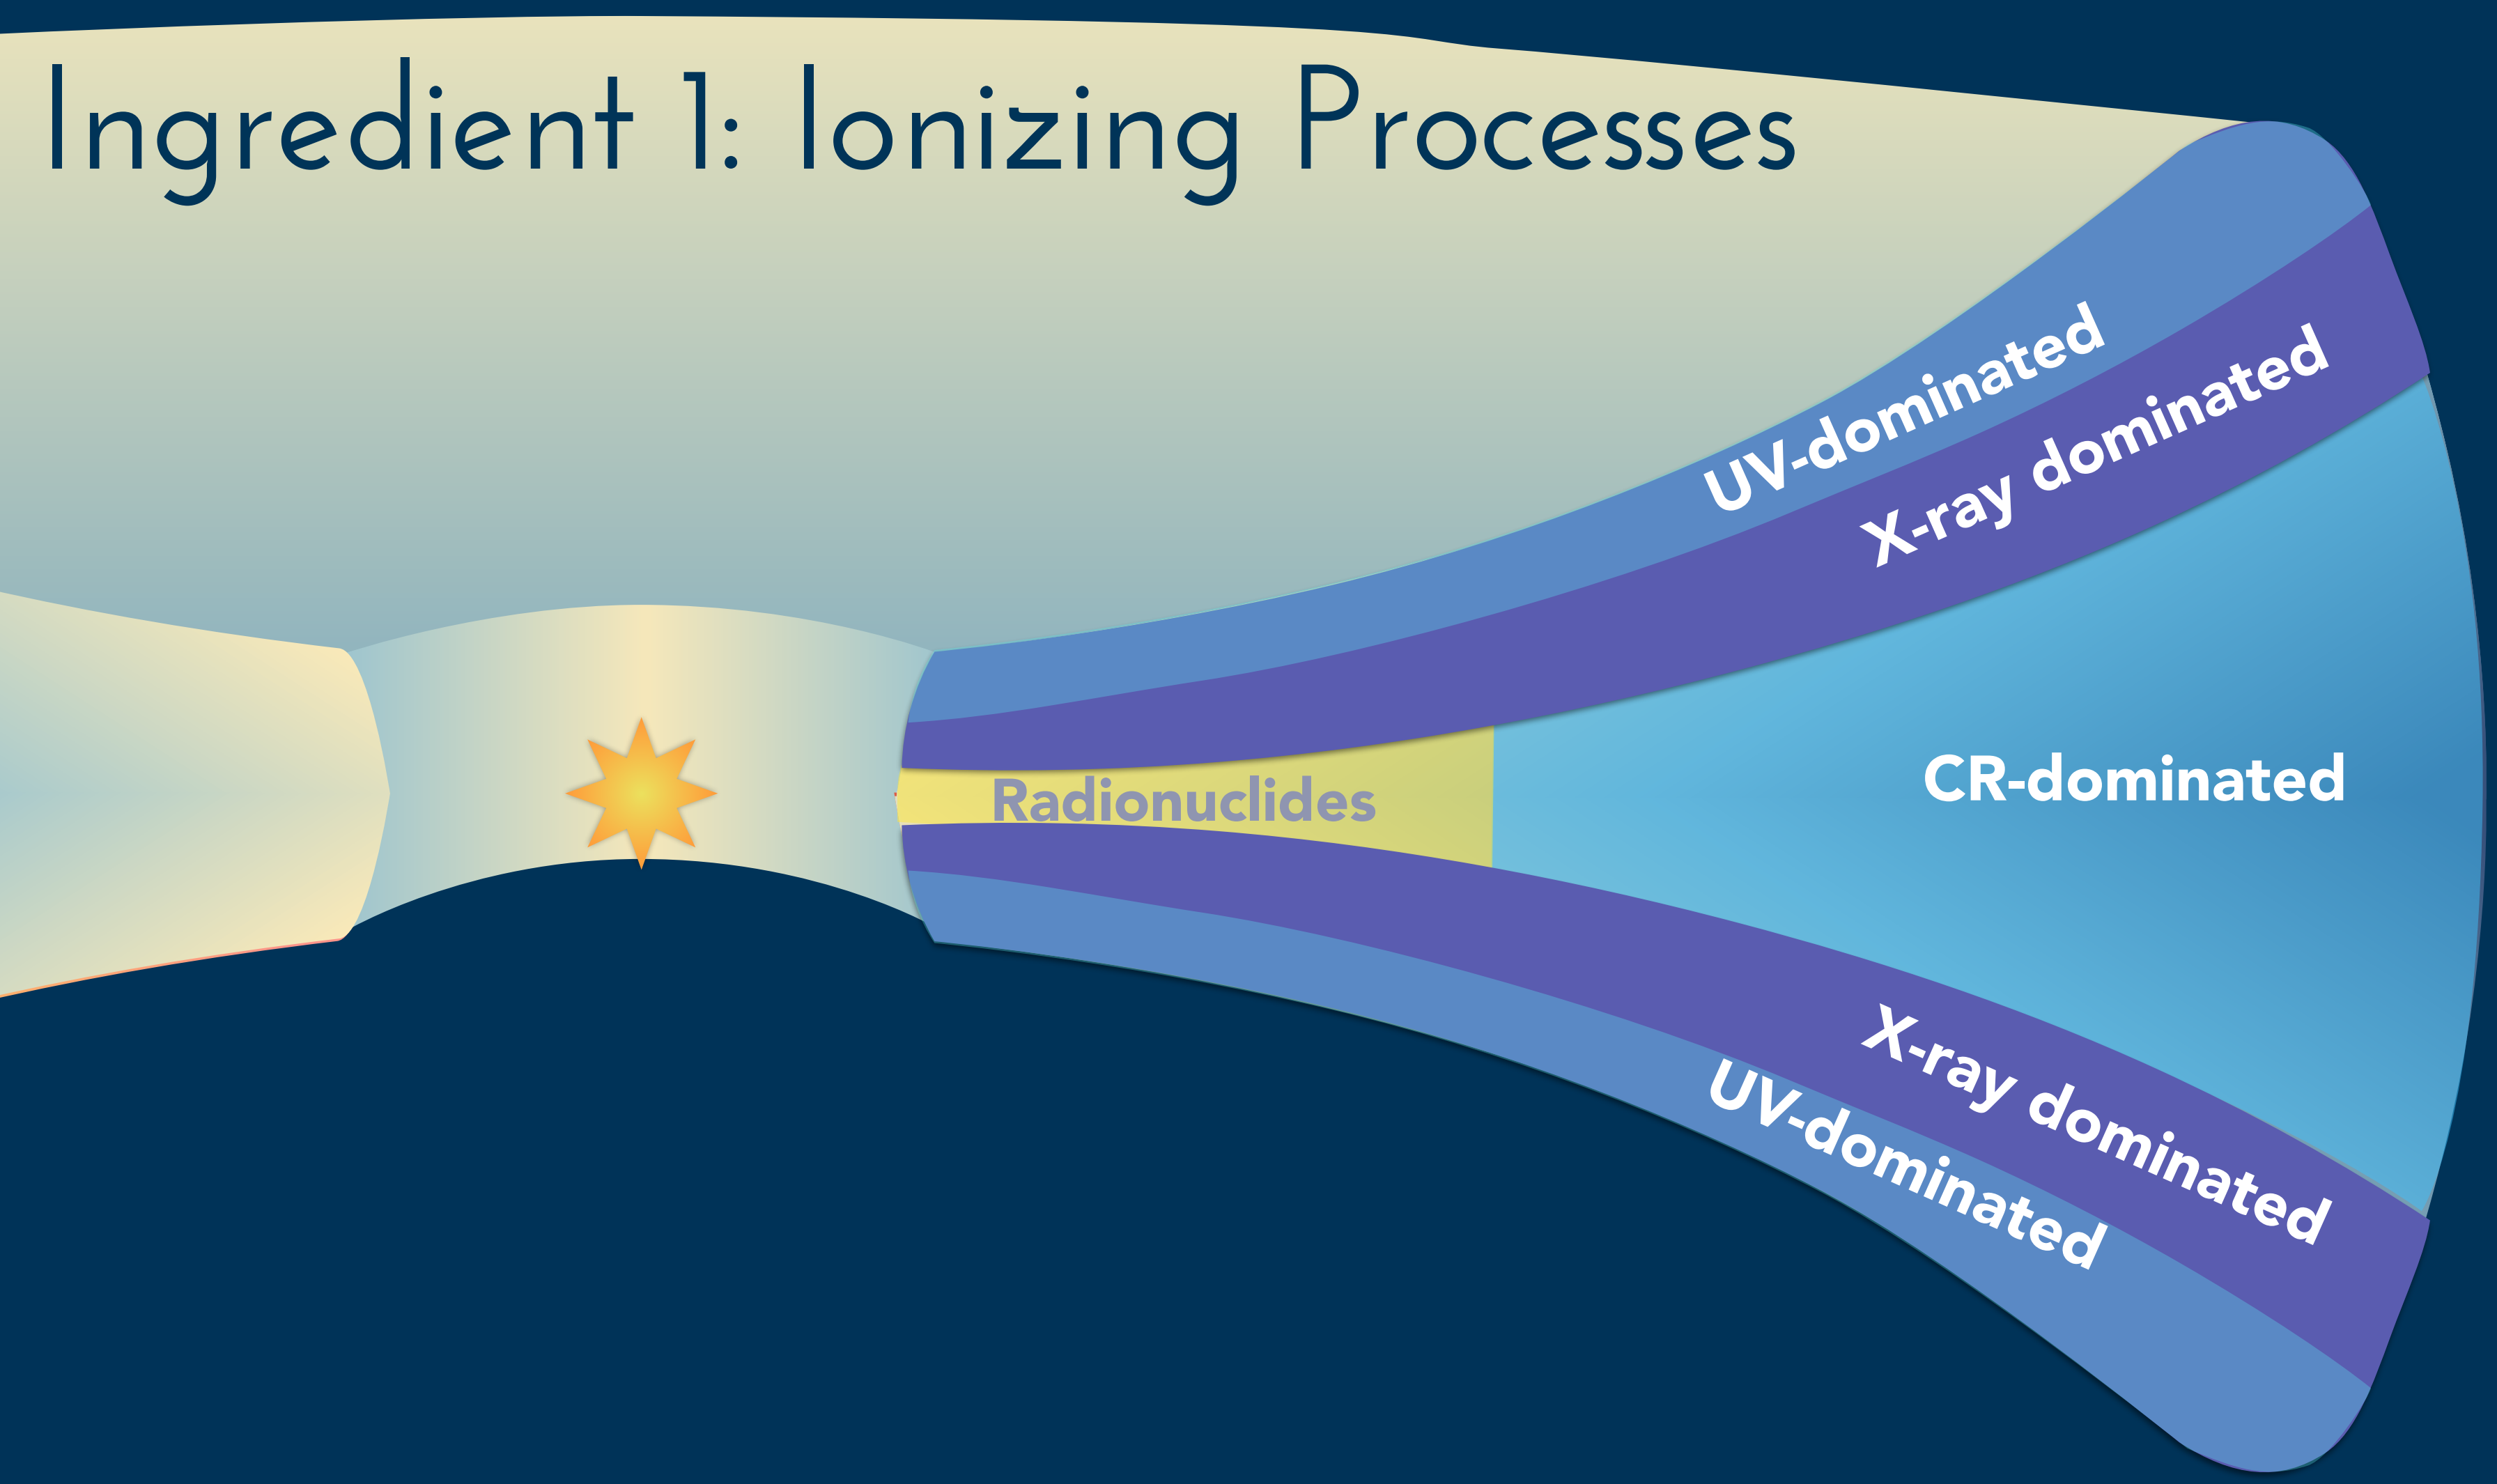 Ingredient 1: Ionizing Processes
UV-dominated
X-ray dominated
CR-dominated
Radionuclides
X-ray dominated
UV-dominated